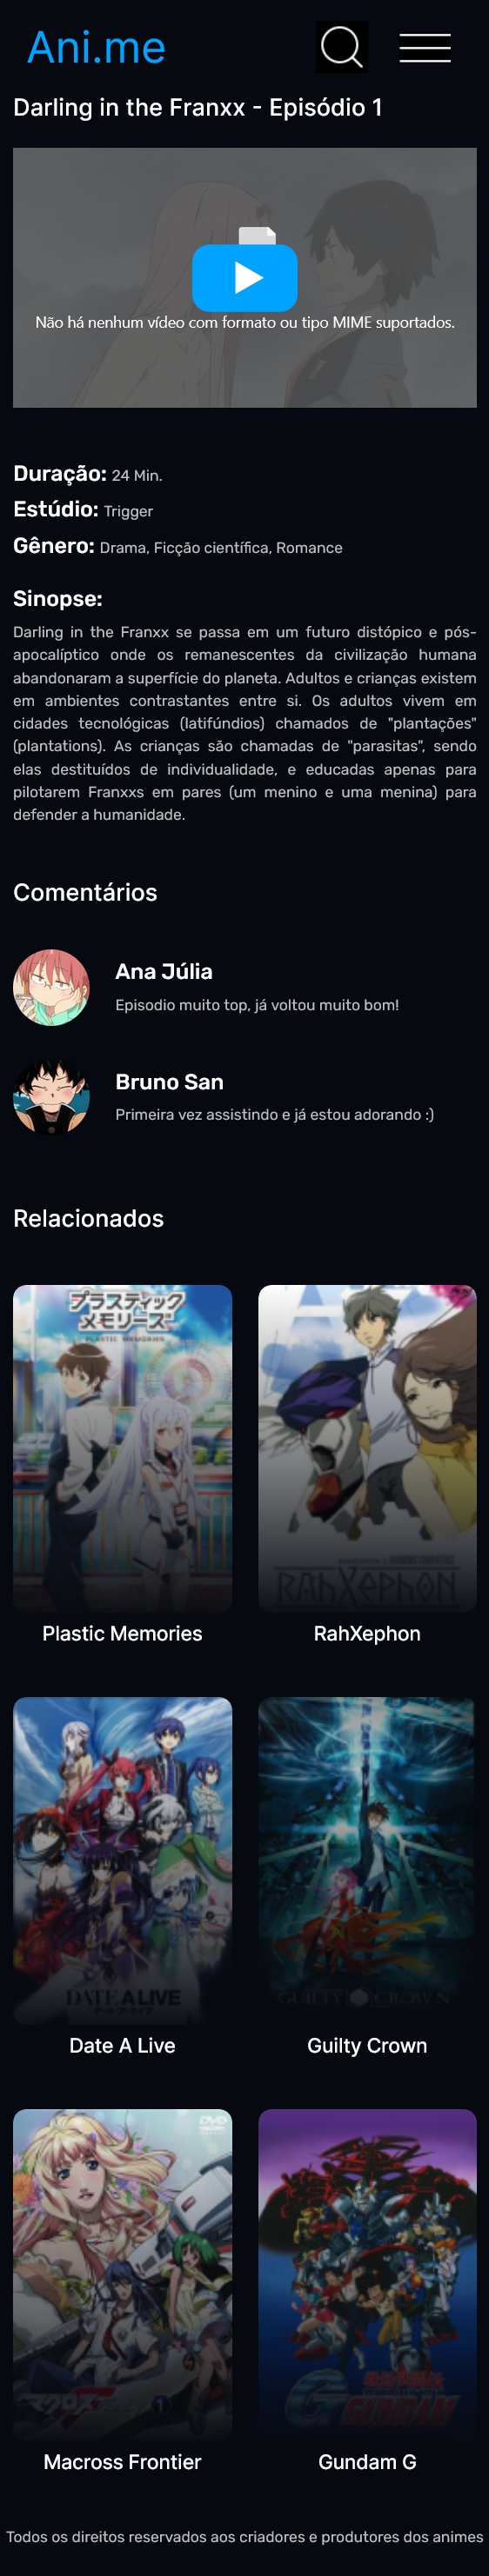 Ani.me
Darling in the Franxx - Episódio 1
Não há nenhum vídeo com formato ou tipo MIME suportados.
Duração: 24 Min.
Estúdio: Trigger
Gênero: Drama, Ficção científica, Romance
Sinopse:
Darling in the Franxx se passa em um futuro distópico e pós-
apocalíptico onde os remanescentes da civilização humana
abandonaram a superfície do planeta. Adultos e crianças existem
em ambientes contrastantes entre si. Os adultos vivem em
cidades tecnológicas (latifúndios) chamados de "plantações"
(plantations). As crianças são chamadas de "parasitas", sendo
elas destituídos de individualidade, e educadas apenas para
pilotarem Franxxs em pares (um menino e uma menina) para
defender a humanidade.
Comentários
Ana Júlia
Episodio muito top, já voltou muito bom!
Bruno San
Primeira vez assistindo e já estou adorando :)
Relacionados
プラスティック
メモリーズ
PLASTIC MEMORIES
RAHXEPHON
Plastic Memories
RahXephon
DATE A LIVE
GUILTY CROWN
Date A Live
Guilty Crown
DVD
マクロス
GUNDAM
Macross Frontier
Gundam G
Todos os direitos reservados aos criadores e produtores dos animes